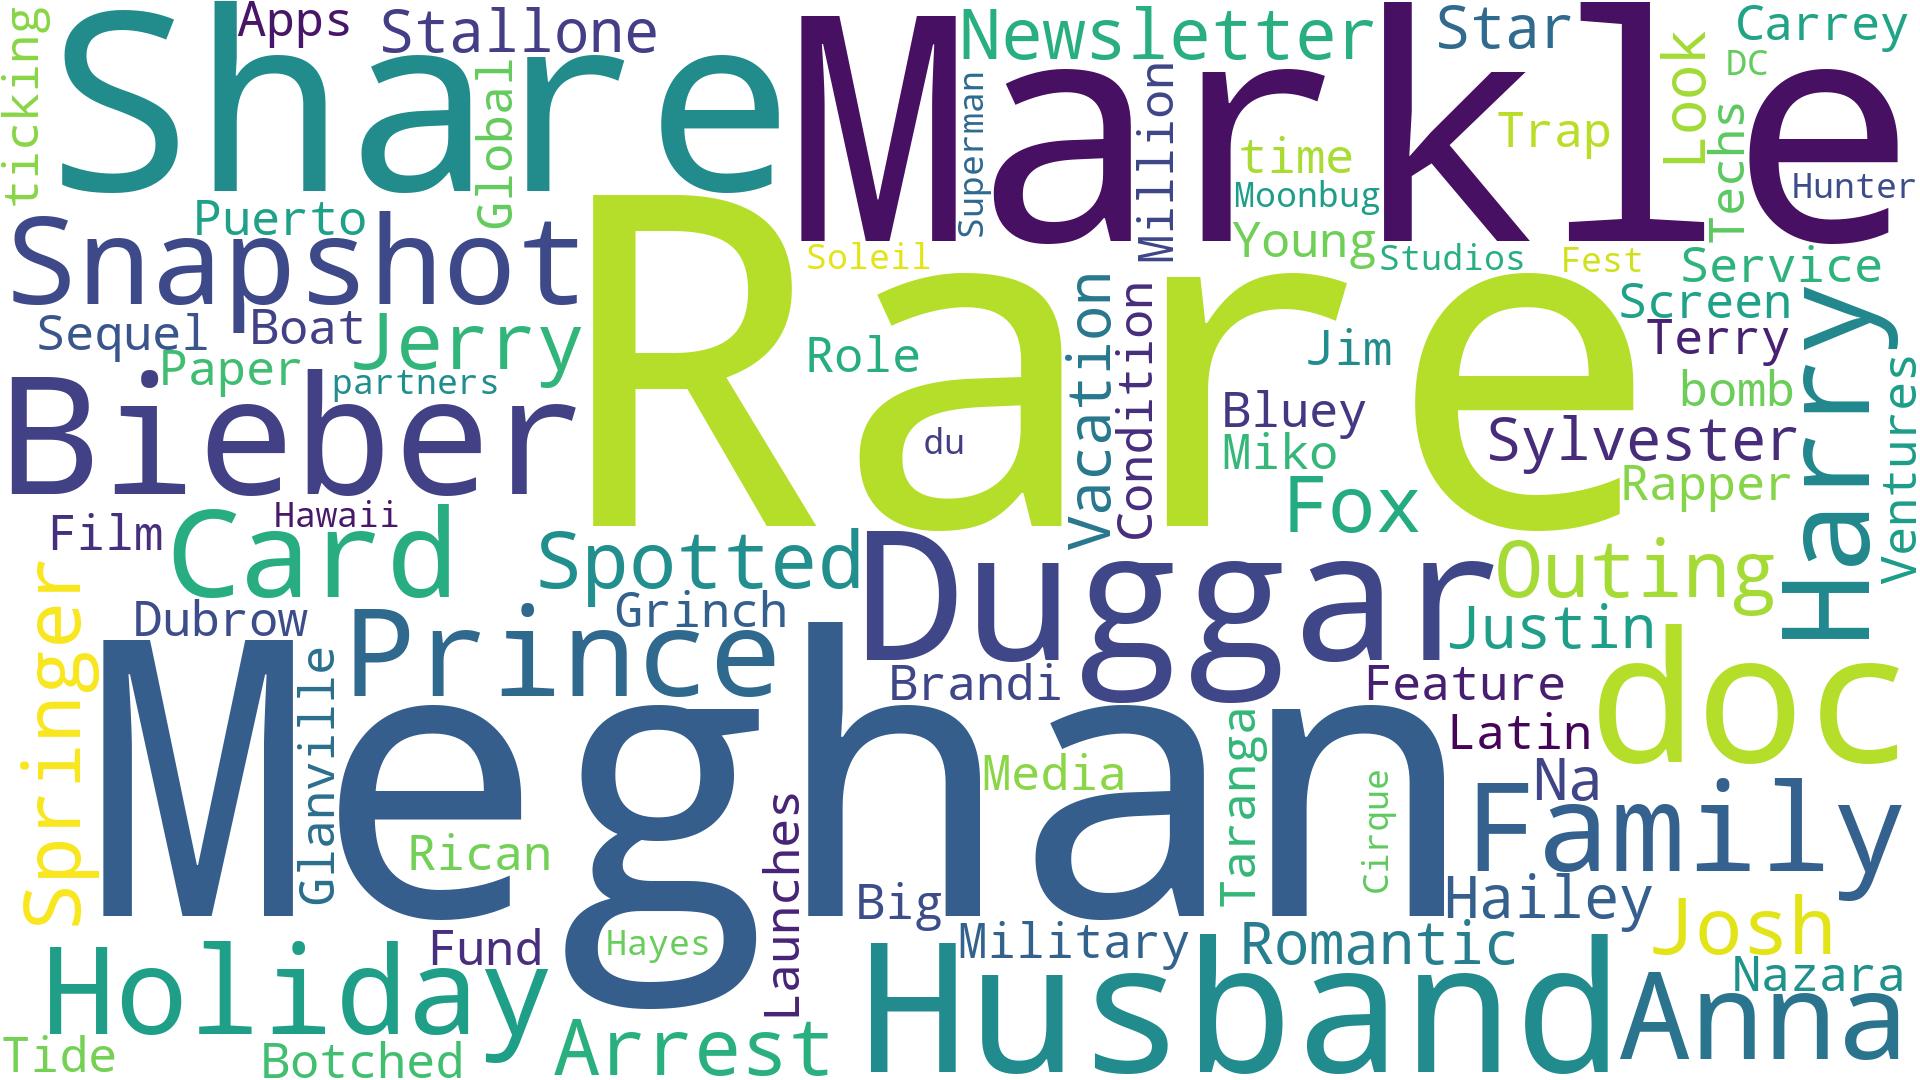 ticking
Share
Apps
Stallone
Global
Markle
Newsletter
Superman
Million
Star
Look
Carrey
DC
Techs
Hunter
Trap
time
Moonbug
Young
Studios
Fest
Service
Soleil
Puerto
Snapshot
Rare
Screen
Terry
Harry
Sequel
Boat
Jerry
Paper
partners
Role
Vacation
Condition
Jim
Bluey
Miko
bomb
Ventures
Bieber
du
Sylvester
Rapper
Fox
Hawaii
Film
Card
Spotted
Duggar
Outing
Springer
Dubrow
Prince
Grinch
Justin
doc
Meghan
Glanville
Brandi
Feature
Latin
Taranga
Media
Na
Family
Cirque
Rican
Launches
Big
Hailey
Josh
Holiday
Fund
Hayes
Military
Romantic
Husband
Nazara
Anna
Tide
Botched
Arrest